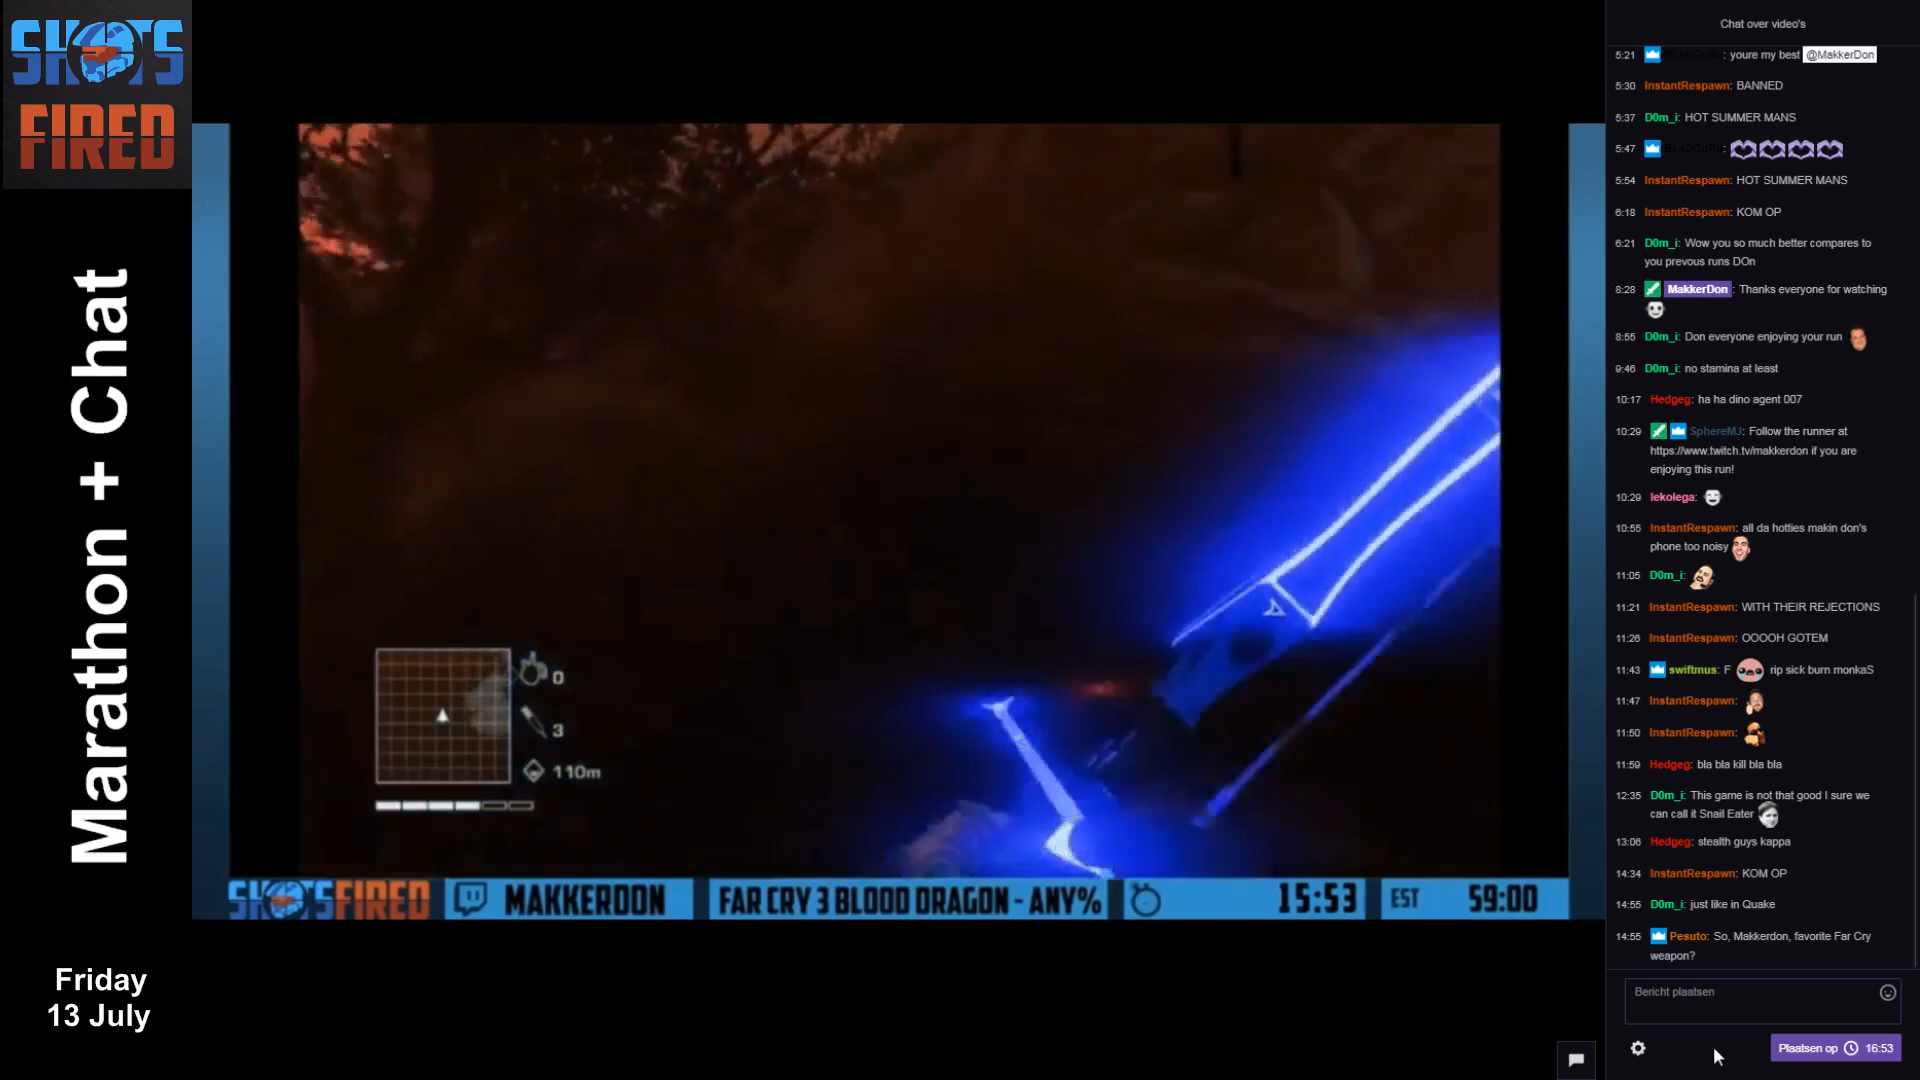 SHOTS
FIRED
Marathon + Chat
Friday
13 July
0
3
110m
SHOTSFIRED
MAKKERDON
FAR CRY 3 BLOOD DRAGON - ANY%
15:53
EST 59:00
Chat over video's
5:21 : youre my best @MakkerDon
5:30 InstantRespawn: BANNED
5:37 D0m_i: HOT SUMMER MANS
5:47
5:54 InstantRespawn: HOT SUMMER MANS
6:18 InstantRespawn: KOM OP
6:21 D0m_i: Wow you so much better compares to
you prevous runs DOn
8:28 MakkerDon: Thanks everyone for watching
8:55 D0m_i: Don everyone enjoying your run
9:46 D0m_i: no stamina at least
10:17 Hedgeg: ha ha dino agent 007
10:29 SphereMJ: Follow the runner at
https://www.twitch.tv/makkerdon if you are
enjoying this run!
10:29 lekolega:
10:55 InstantRespawn: all da hotties makin don's
phone too noisy
11:05 D0m_i:
11:21 InstantRespawn: WITH THEIR REJECTIONS
11:26 InstantRespawn: OOOOH GOTEM
11:43 swiftmus: F rip sick burn monkaS
11:47 InstantRespawn:
11:50 InstantRespawn:
11:59 Hedgeg: bla bla kill bla bla
12:35 D0m_i: This game is not that good I sure we
can call it Snail Eater
13:06 Hedgeg: stealth guys kappa
14:34 InstantRespawn: KOM OP
14:55 D0m_i: just like in Quake
14:55 Pesuto: So, Makkerdon, favorite Far Cry
weapon?
Bericht plaatsen
Plaatsen op 16:53